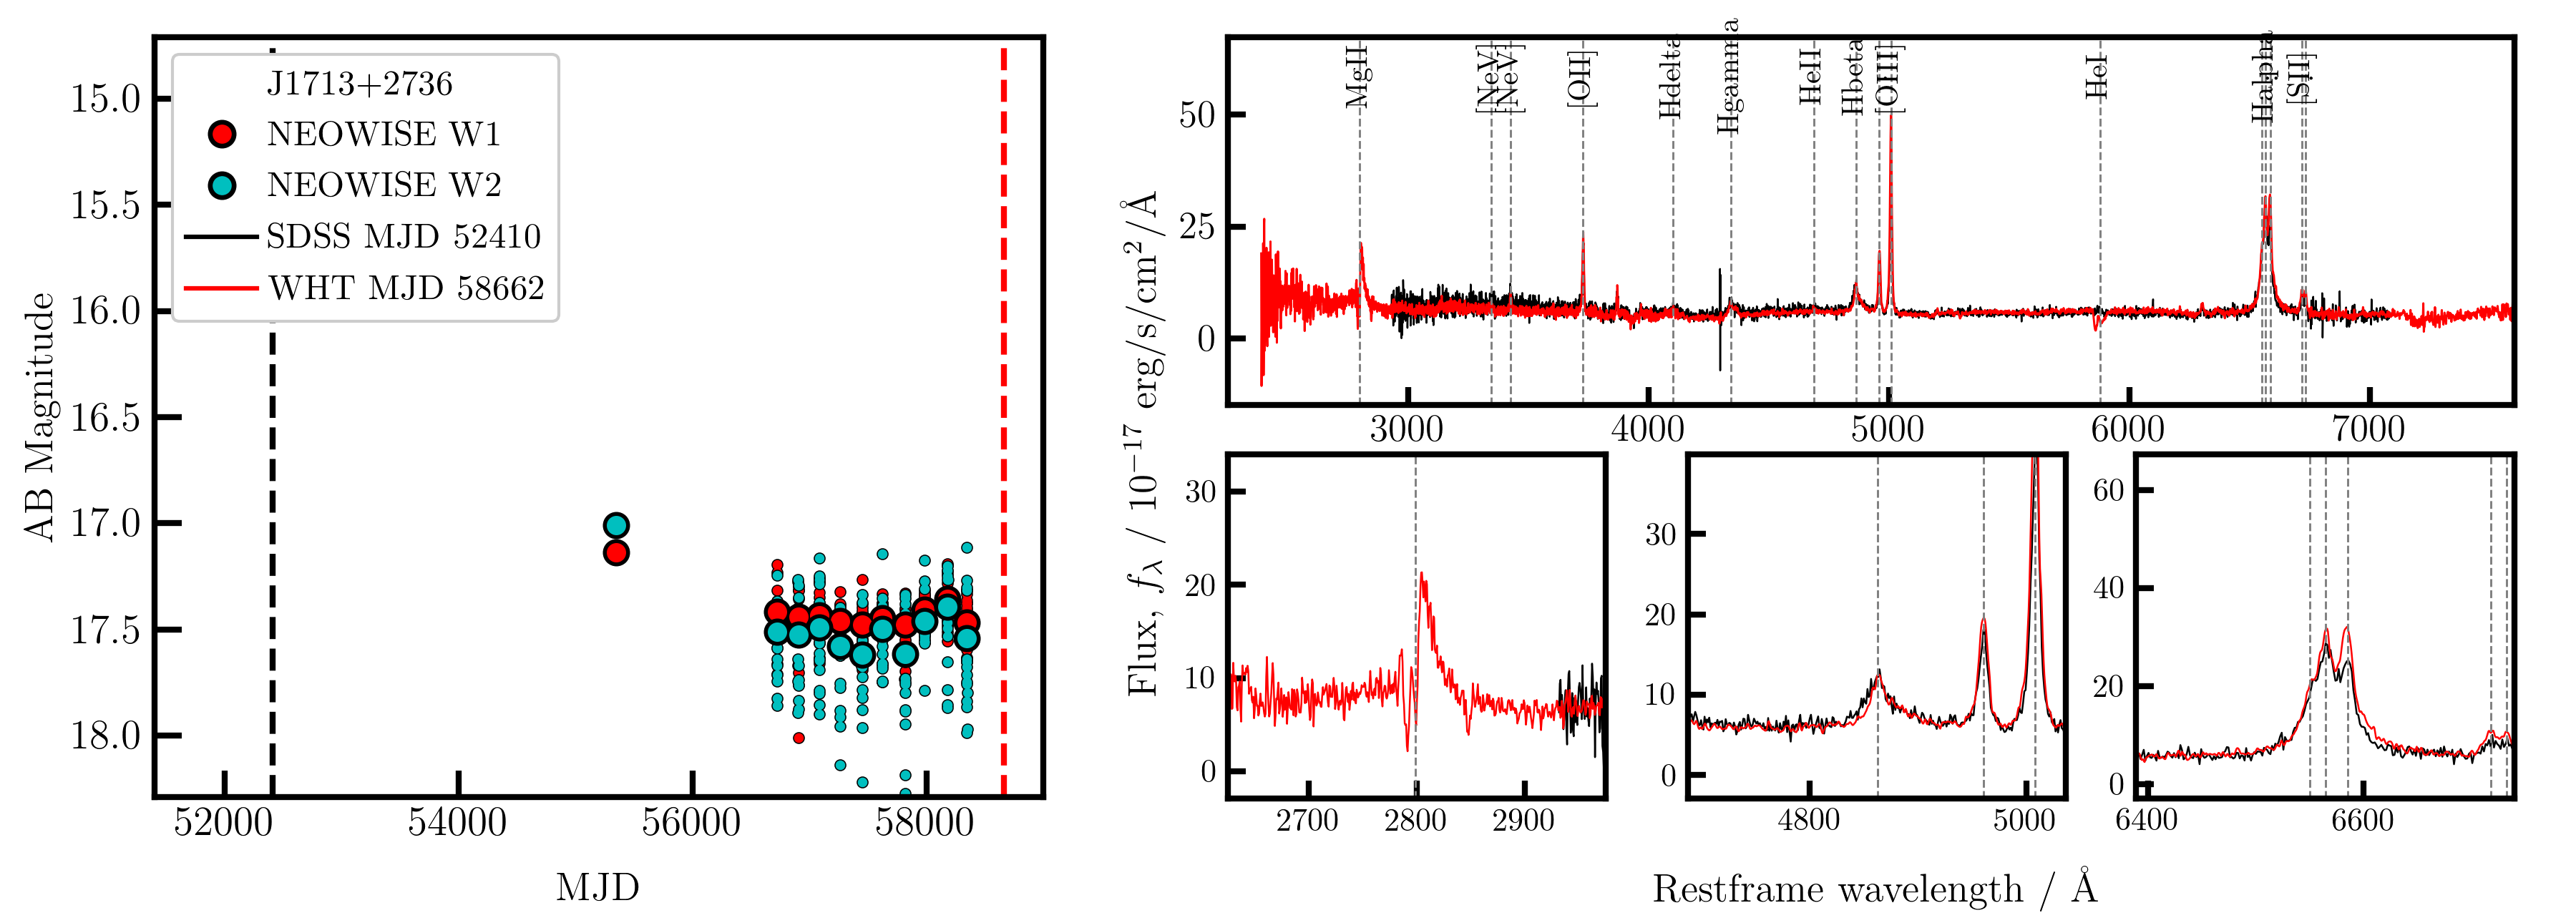 J1713+2736
NEOWISE W1
NEOWISE W2
SDSS MJD 52410
WHT MJD 58662
AB Magnitude
15.0
15.5
16.0
16.5
17.0
17.5
18.0
52000
54000
56000
58000
MJD
Flux, fλ / 10⁻¹⁷ erg/s/cm² /Å
50
25
0
MgII
[NeV]
[NeV]
[OII]
Hdelta
Hgamma
HeII
Hbeta
[OIII]
HeI
Halpha
[SII]
3000
4000
5000
6000
7000
30
20
10
0
2700
2800
2900
30
20
10
0
4800
5000
60
40
20
0
6400
6600
Restframe wavelength / Å